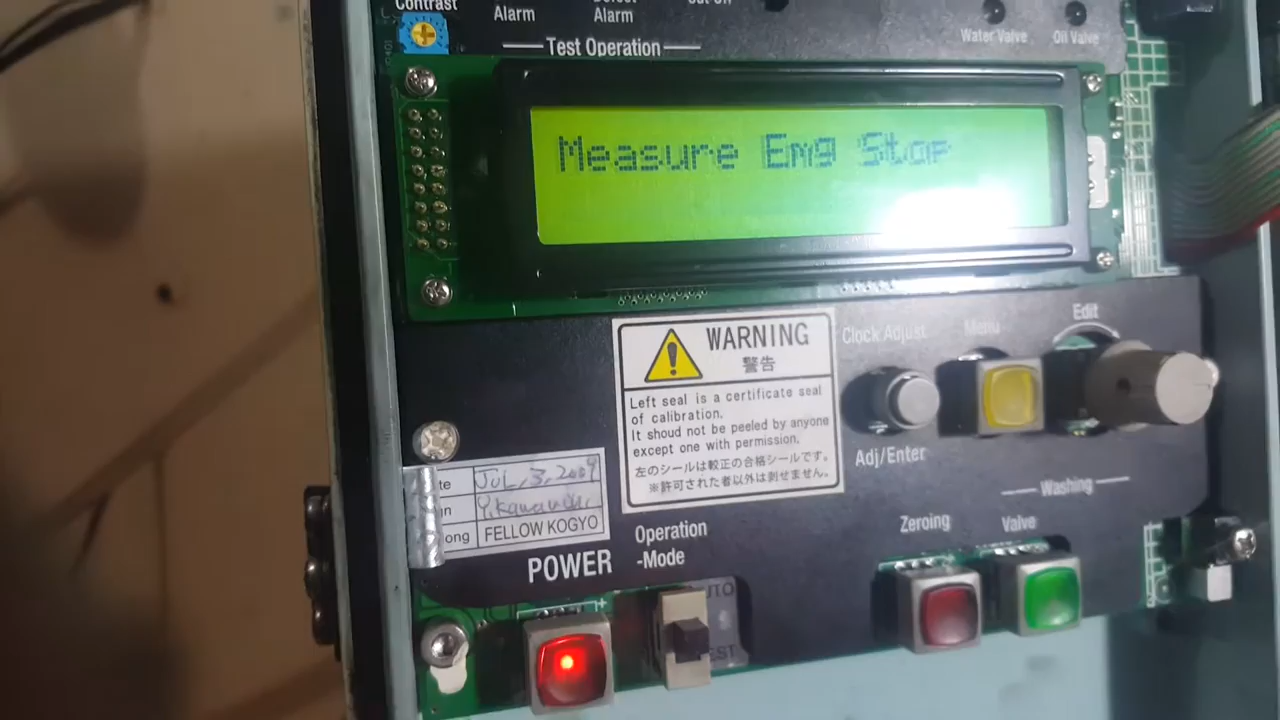 Contrast
Alarm
Alarm
Test Operation
Water Valve
Oil Valve
Measure Emg Stop
WARNING
警告
Left seal is a certificate seal
of calibration.
It shoud not be peeled by anyone
except one with permission.
左のシールは較正の合格シールです。
※許可された者以外は剥せません。
Clock Adjust
Menu
Edit
Adj/Enter
JUL, 3, 2009
FELLOW KOGYO
POWER
Operation
-Mode
Washing
Zeroing
Valve